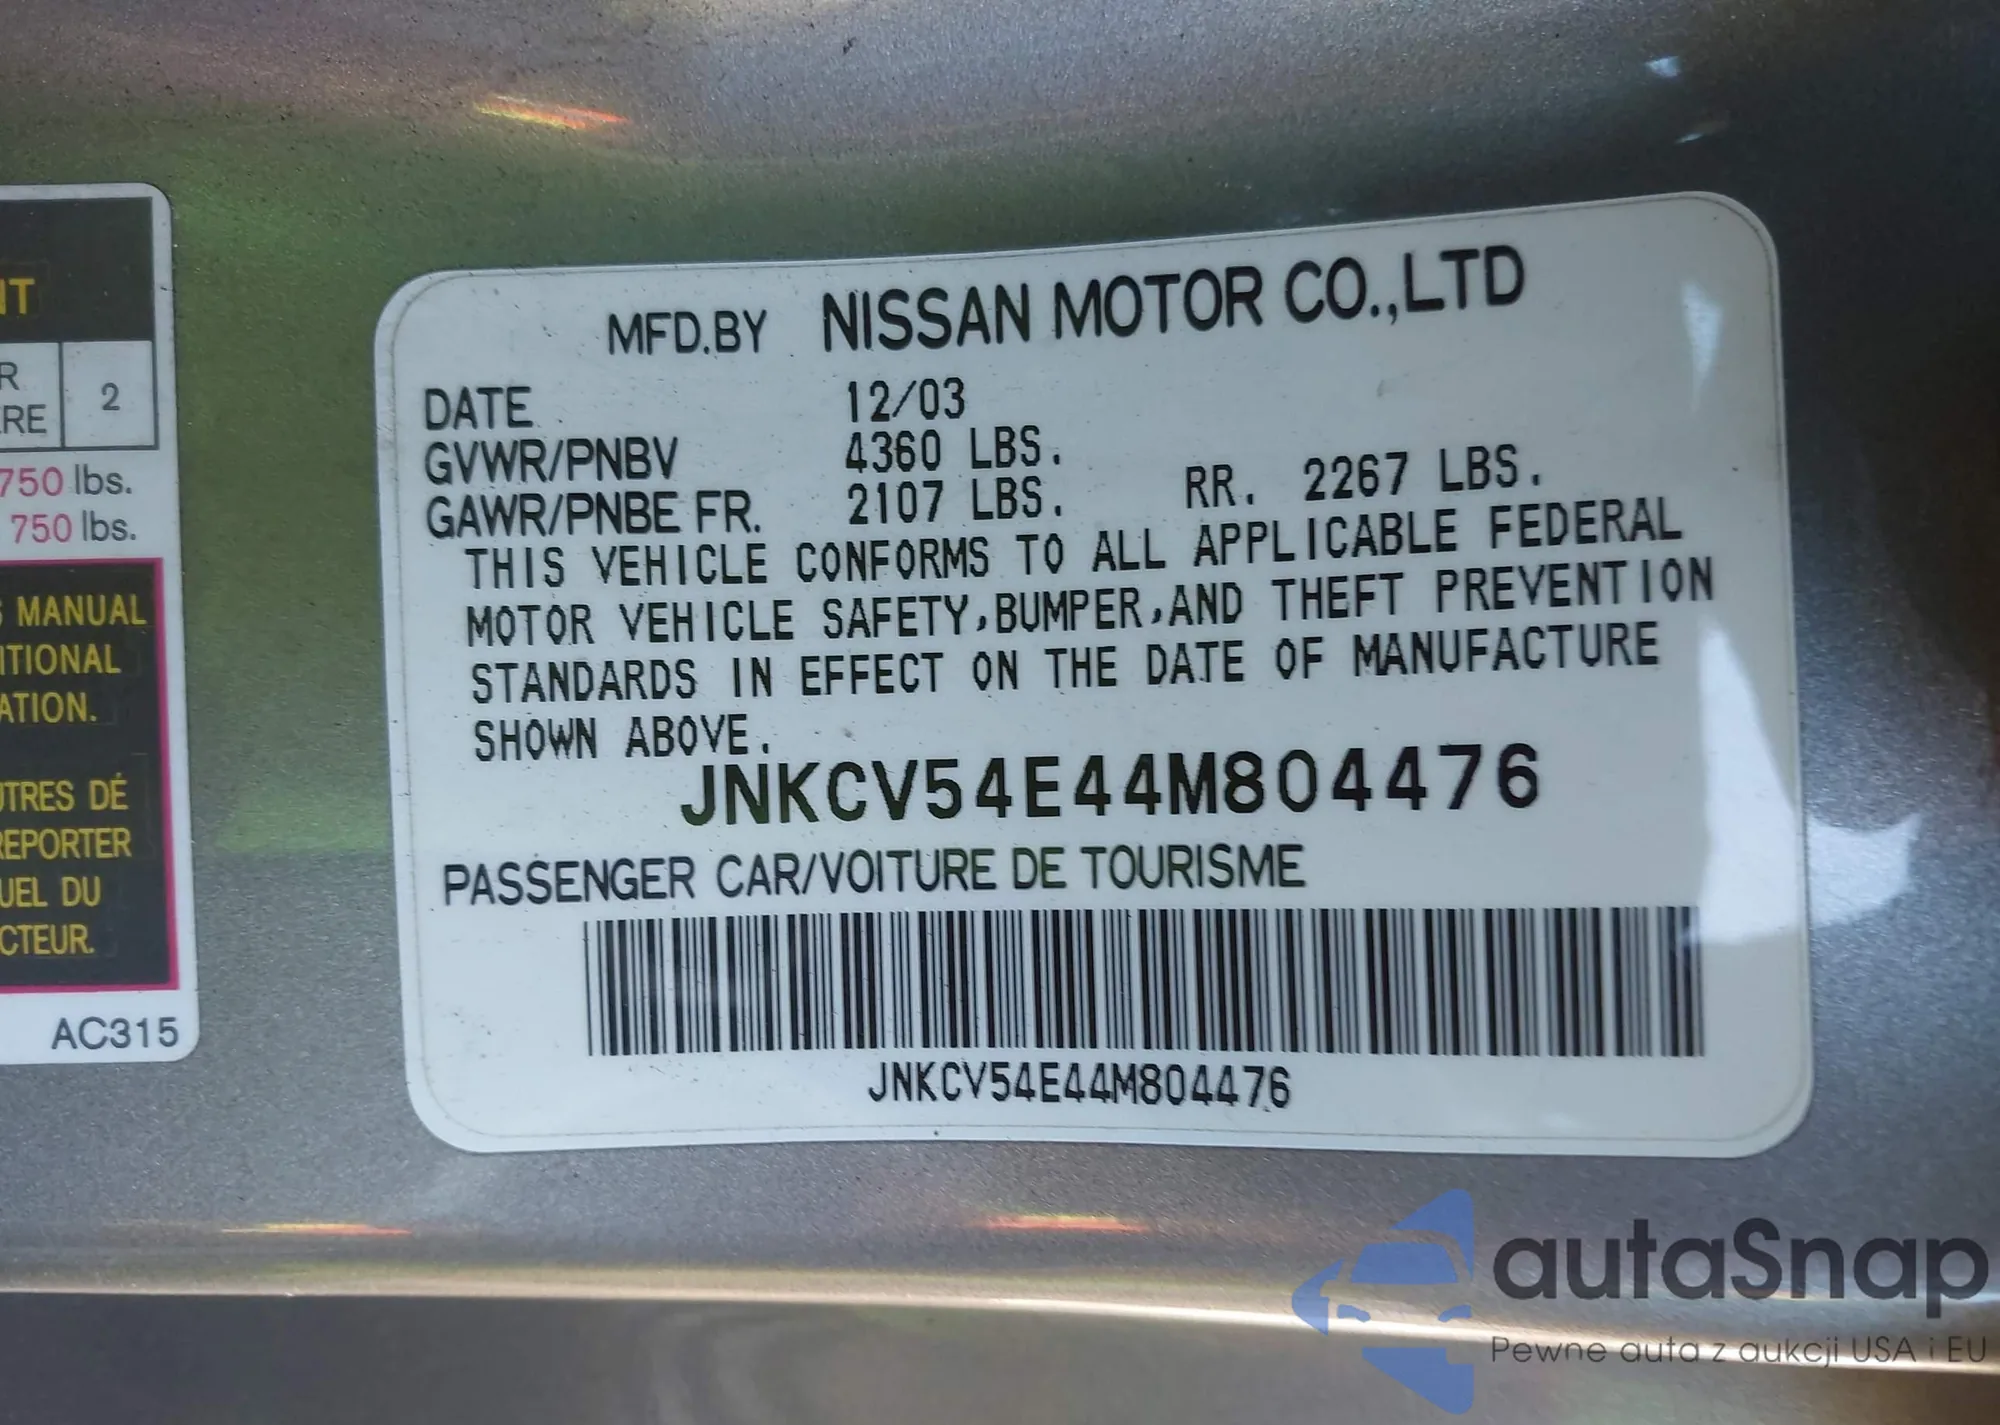 NT
R
ERE
2
750 lbs.
750 lbs.
S MANUAL
ITIONAL
ATION.
UTRES DÉ
REPORTER
UEL DU
CTEUR.
AC315
MFD.BY NISSAN MOTOR CO.,LTD
DATE 12/03
GVWR/PNBV 4360 LBS.
GAWR/PNBE FR. 2107 LBS. RR. 2267 LBS.
THIS VEHICLE CONFORMS TO ALL APPLICABLE FEDERAL
MOTOR VEHICLE SAFETY,BUMPER,AND THEFT PREVENTION
STANDARDS IN EFFECT ON THE DATE OF MANUFACTURE
SHOWN ABOVE.
JNKCV54E44M804476
PASSENGER CAR/VOITURE DE TOURISME
JNKCV54E44M804476
autaSnap
Pewne auta z aukcji USA i EU